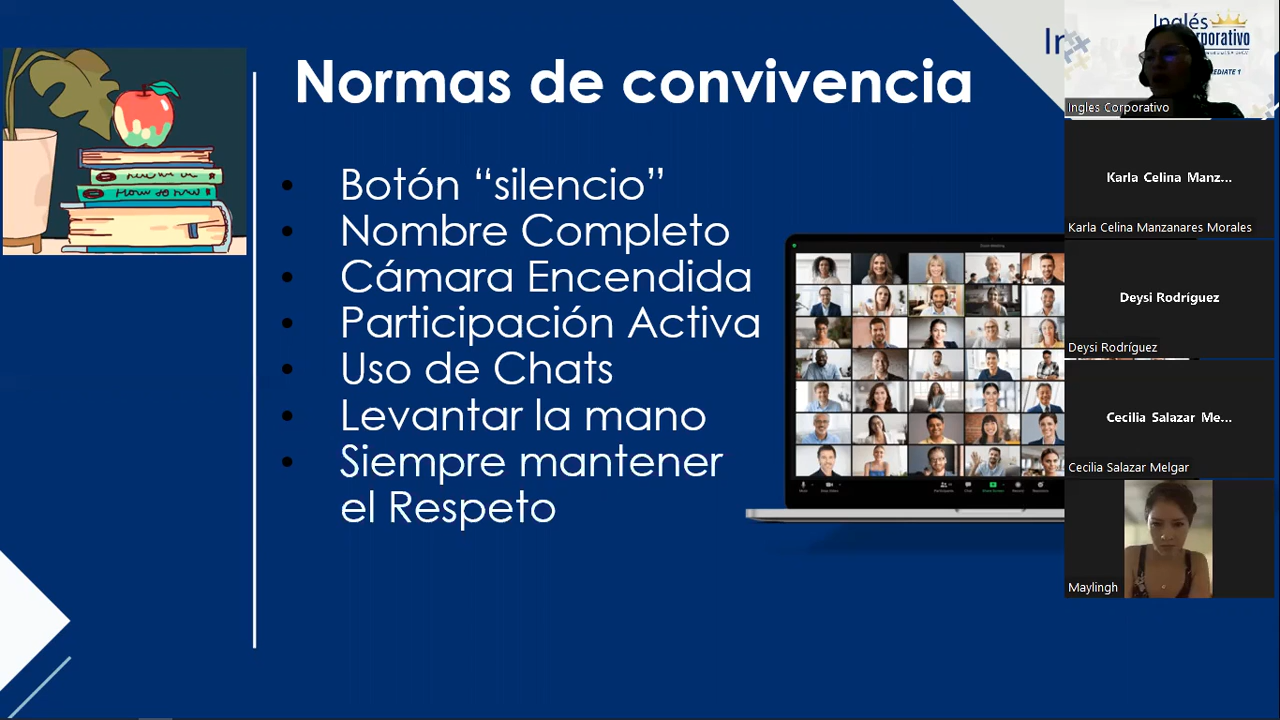 Normas de convivencia
Botón “silencio”
Nombre Completo
Cámara Encendida
Participación Activa
Uso de Chats
Levantar la mano
Siempre mantener
el Respeto
Inglés
Ingles Corporativo
Karla Celina Manz...
Karla Celina Manzanares Morales
Deysi Rodríguez
Deysi Rodríguez
Cecilia Salazar Me...
Cecilia Salazar Melgar
Maylingh